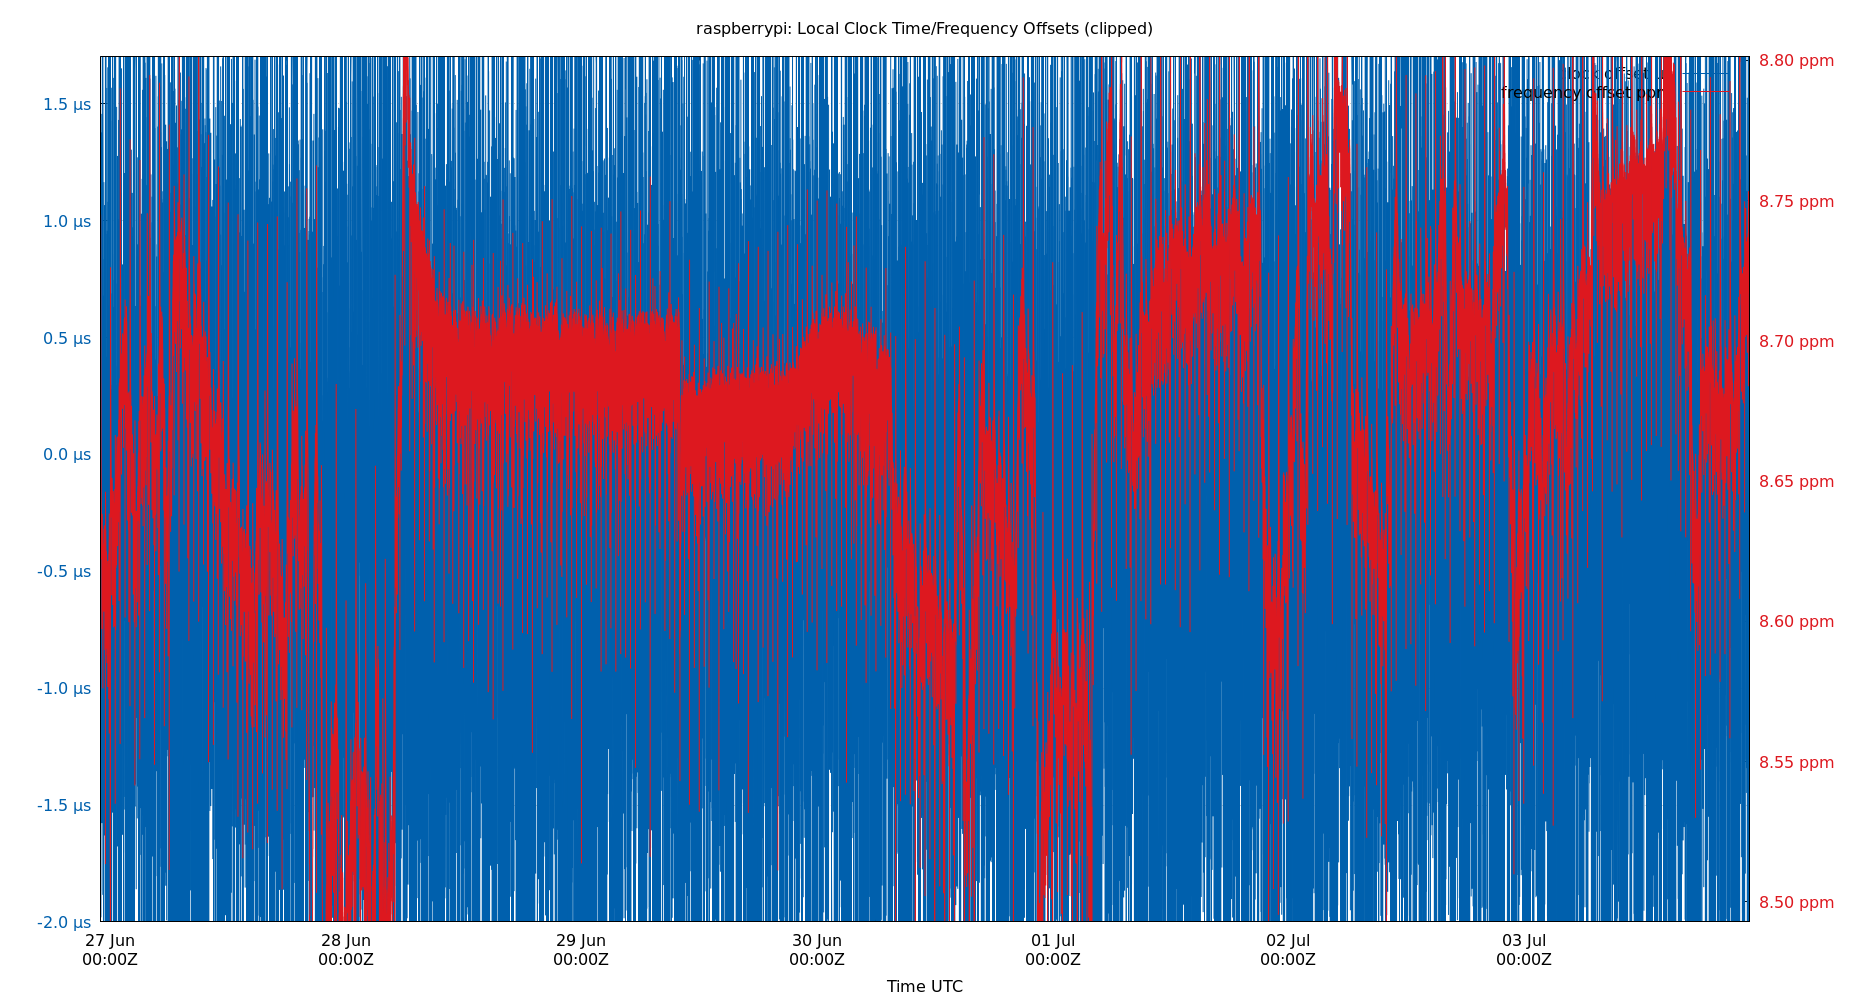 raspberrypi: Local Clock Time/Frequency Offsets (clipped)
8.80 ppm
offset
frequency offset ppm
1.5 µs
1.0 µs
8.75 ppm
0.5 µs
8.70 ppm
0.0 µs
8.65 ppm
-0.5 µs
8.60 ppm
-1.0 µs
8.55 ppm
-1.5 µs
8.50 ppm
-2.0 µs
27 Jun 28 Jun 29 Jun 30 Jun 01 Jul 02 Jul 03 Jul
00:00Z 00:00Z 00:00Z 00:00Z 00:00Z 00:00Z 00:00Z
Time UTC